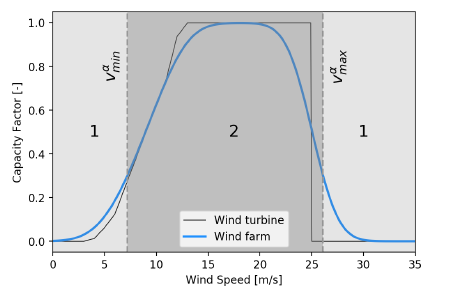 1.0
0.8
0.6
0.4
0.2
0.0
Capacity Factor [-]
v^α_min
v^α_max
1
2
1
Wind turbine
Wind farm
0 5 10 15 20 25 30 35
Wind Speed [m/s]